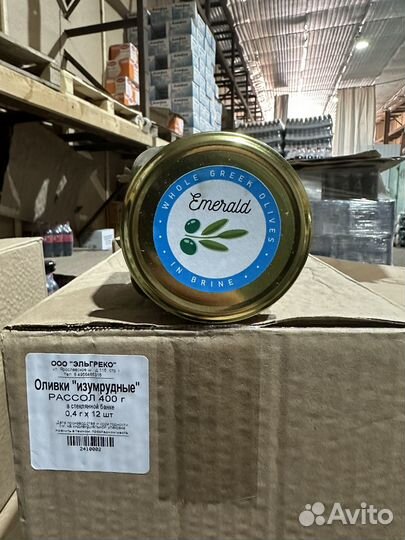 WHOLE GREEK OLIVES
Emerald
IN BRINE
ООО "ЭЛЬГРЕКО"
Оливки "изумрудные"
РАССОЛ 400 г
в стеклянной банке
0,4 г х 12 шт
2410002
Avito